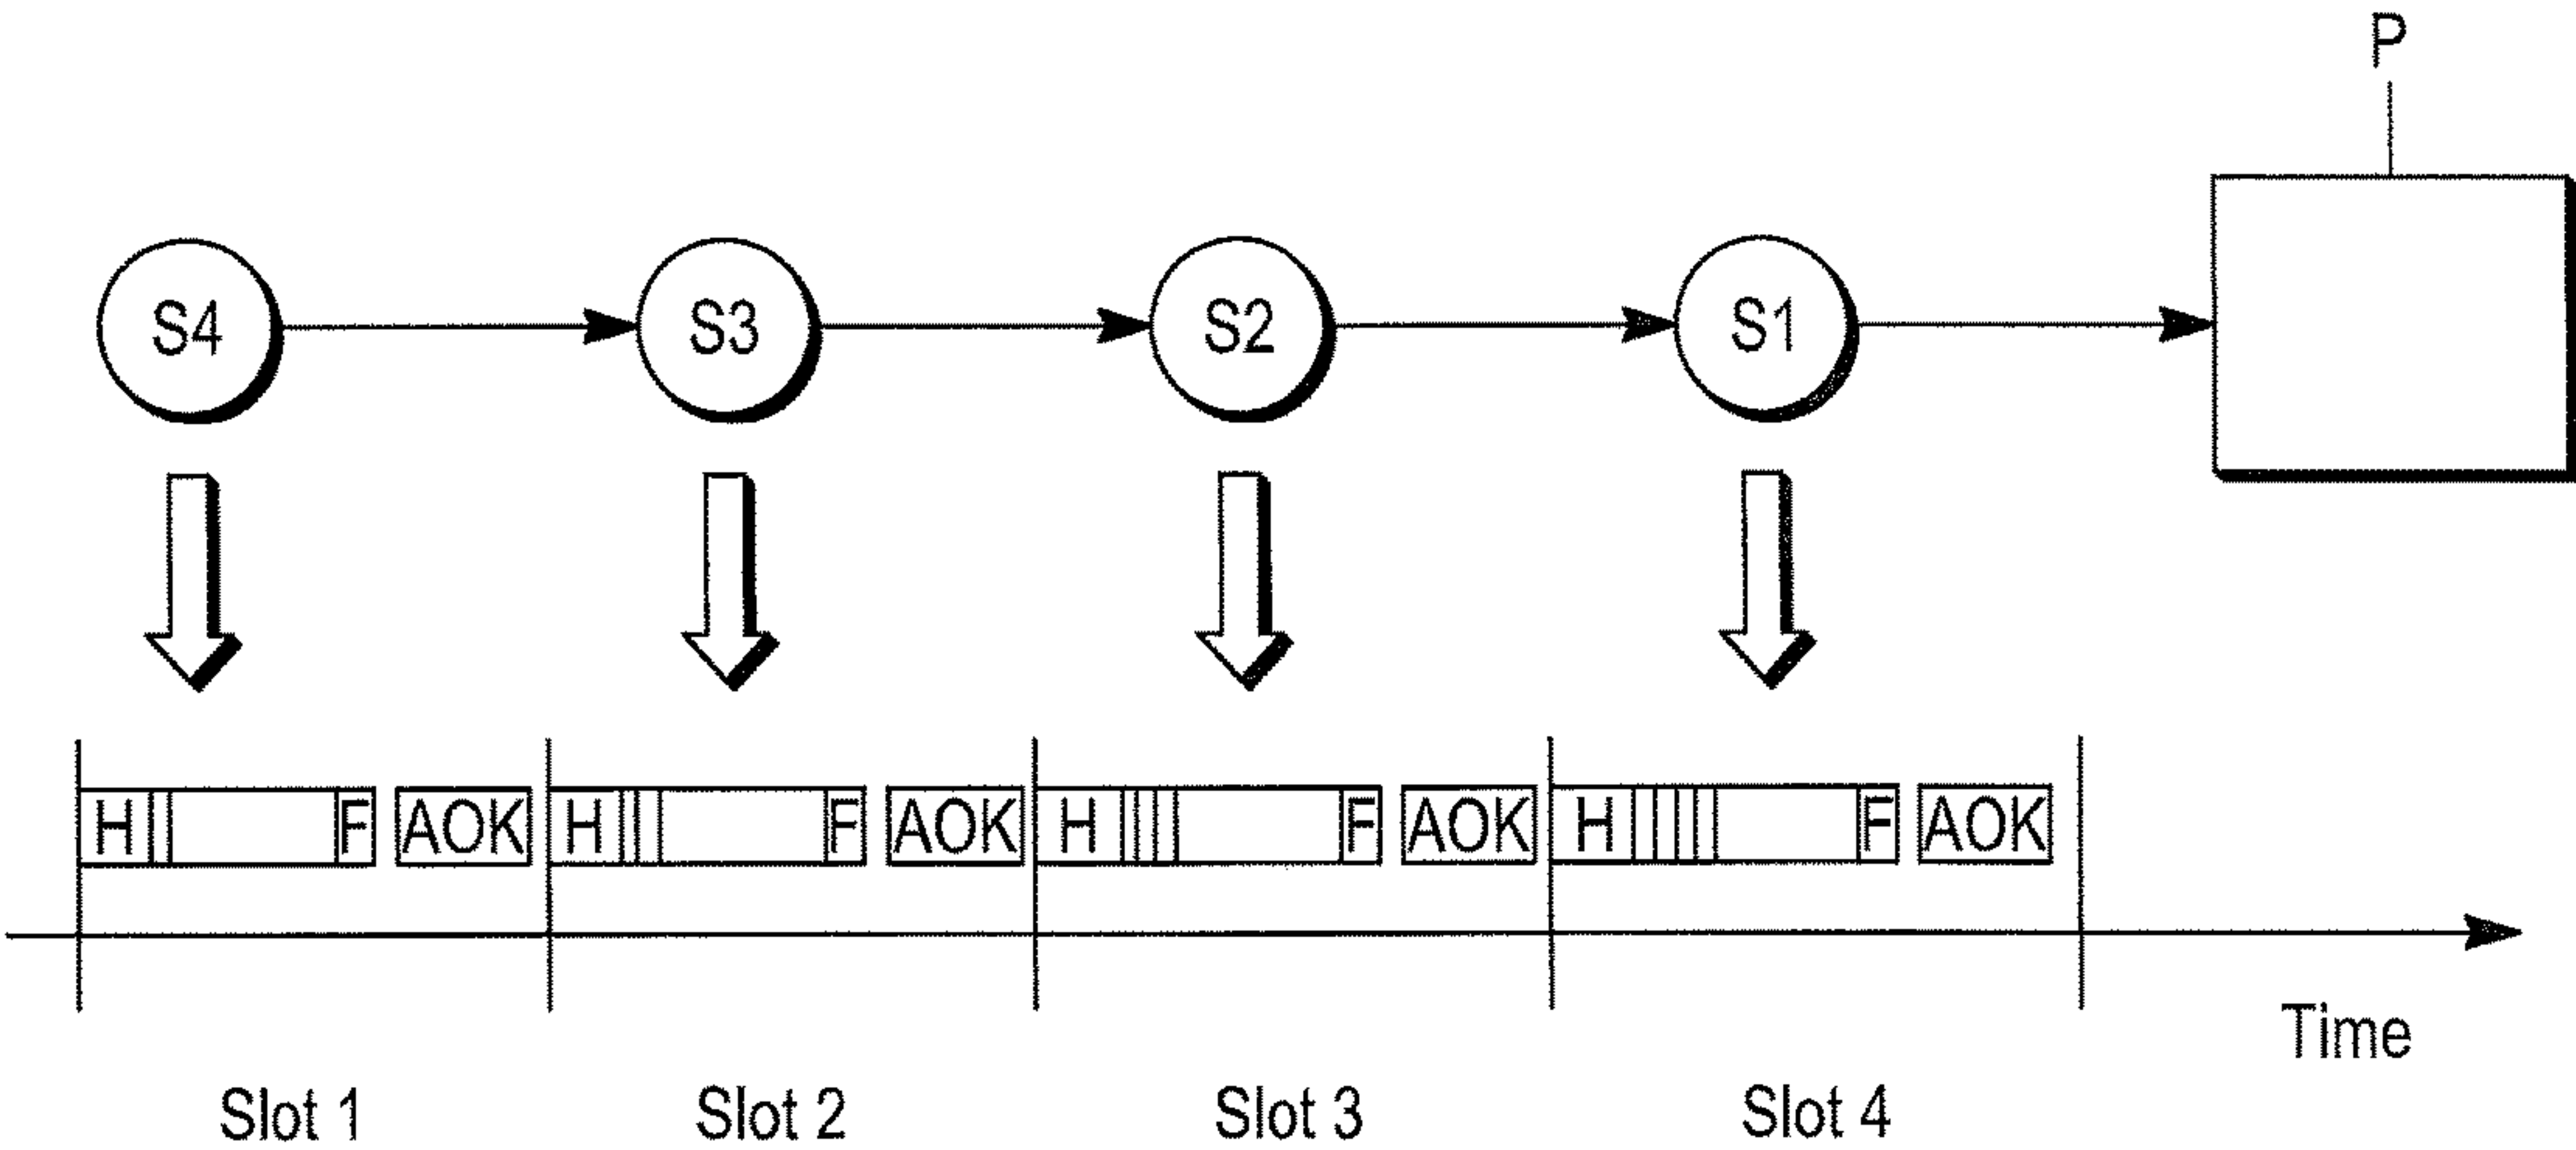 P
S4 S3 S2 S1
H F AOK H F AOK H F AOK H F AOK
Time
Slot 1 Slot 2 Slot 3 Slot 4